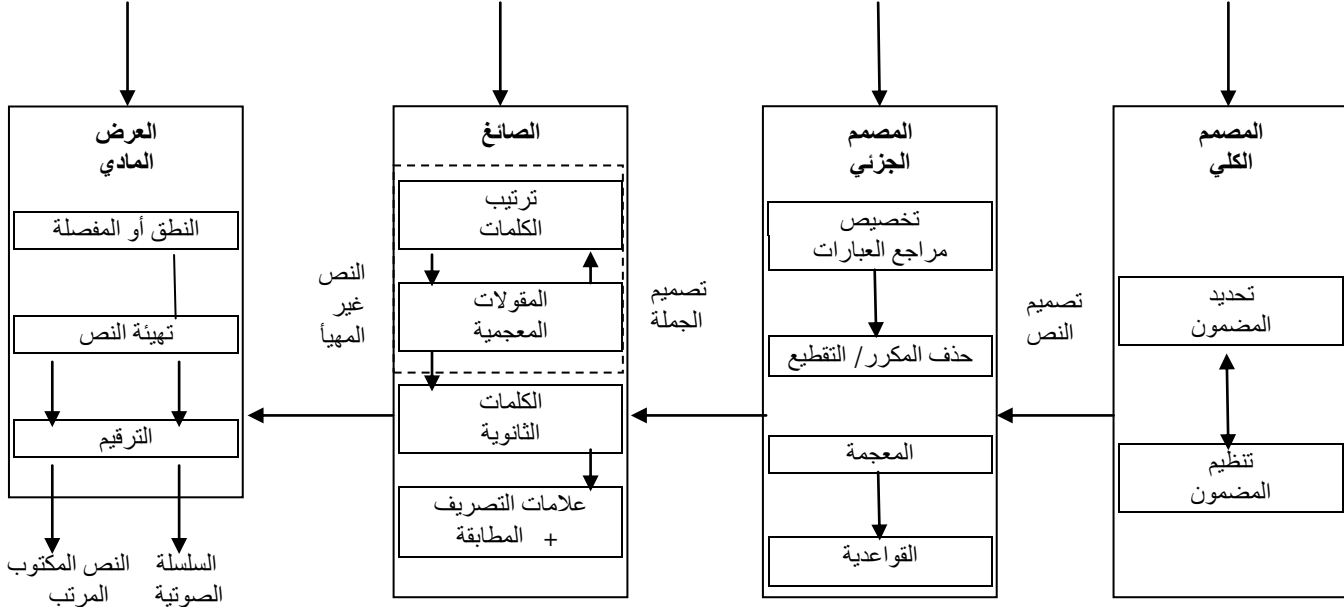 المصمم
الكلي
تحديد
المضمون
تنظيم
المضمون
تصميم
النص
المصمم
الجزئي
تخصيص
مراجع العبارات
حذف المكرر/ التقطيع
المعجمة
القواعدية
تصميم
الجملة
الصائغ
ترتيب
الكلمات
المقولات
المعجمية
الكلمات
الثانوية
علامات التصريف
+ المطابقة
النص
غير
المهيأ
العرض
المادي
النطق أو المفصلة
تهيئة النص
الترقيم
السلسلة
الصوتية
النص المكتوب
المرتب